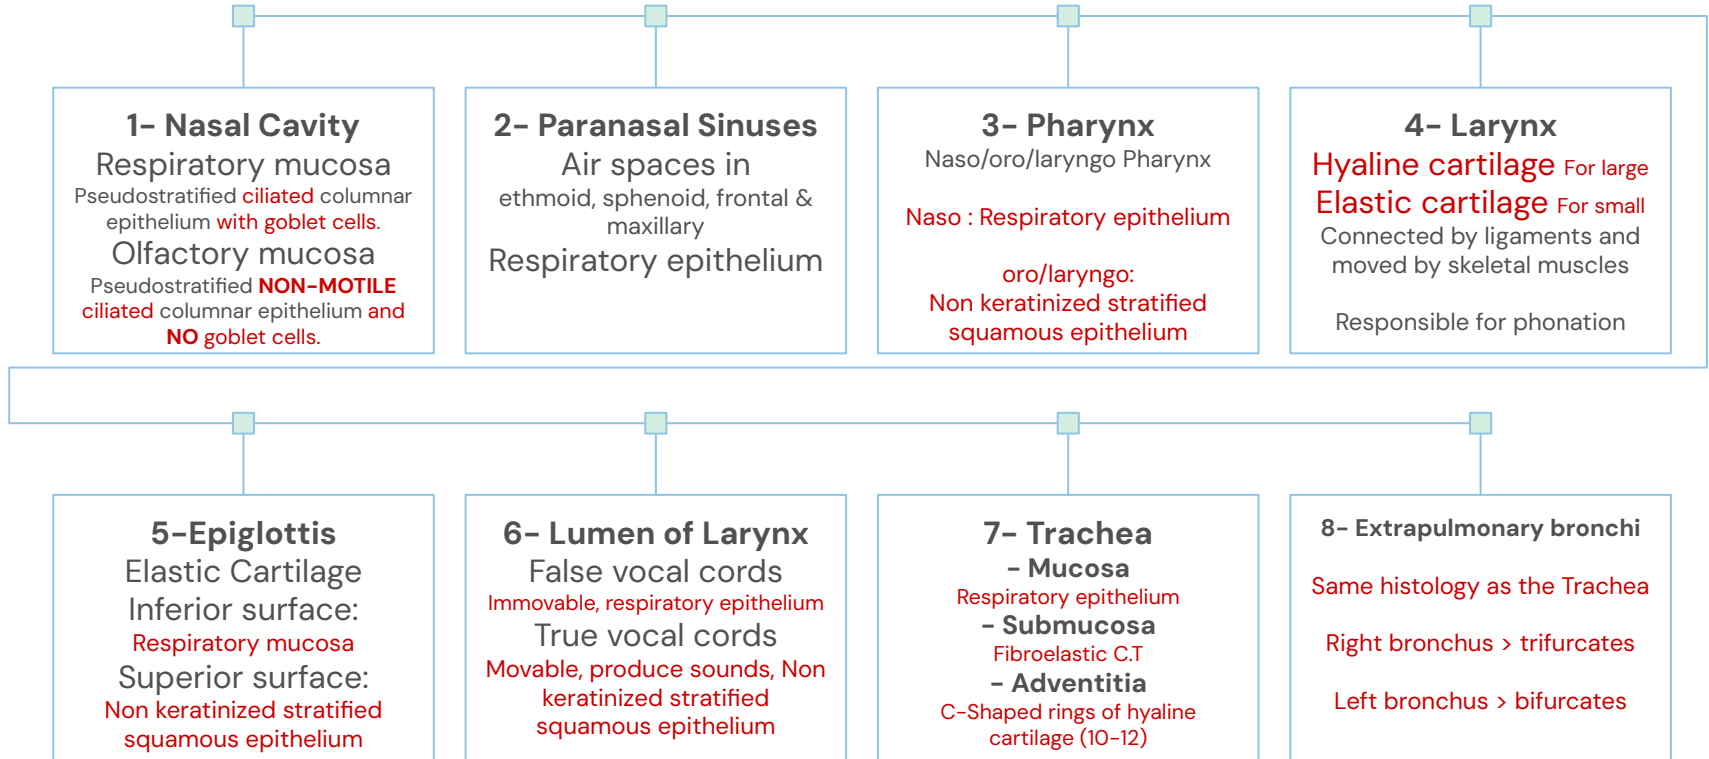 1- Nasal Cavity
Respiratory mucosa
Pseudostratified ciliated columnar
epithelium with goblet cells.
Olfactory mucosa
Pseudostratified NON-MOTILE
ciliated columnar epithelium and
NO goblet cells.
2- Paranasal Sinuses
Air spaces in
ethmoid, sphenoid, frontal &
maxillary
Respiratory epithelium
3- Pharynx
Naso/oro/laryngo Pharynx
Naso : Respiratory epithelium
oro/laryngo:
Non keratinized stratified
squamous epithelium
4- Larynx
Hyaline cartilage For large
Elastic cartilage For small
Connected by ligaments and
moved by skeletal muscles
Responsible for phonation
5-Epiglottis
Elastic Cartilage
Inferior surface:
Respiratory mucosa
Superior surface:
Non keratinized stratified
squamous epithelium
6- Lumen of Larynx
False vocal cords
Immovable, respiratory epithelium
True vocal cords
Movable, produce sounds, Non
keratinized stratified
squamous epithelium
7- Trachea
- Mucosa
Respiratory epithelium
- Submucosa
Fibroelastic C.T
- Adventitia
C-Shaped rings of hyaline
cartilage (10-12)
8- Extrapulmonary bronchi
Same histology as the Trachea
Right bronchus > trifurcates
Left bronchus > bifurcates